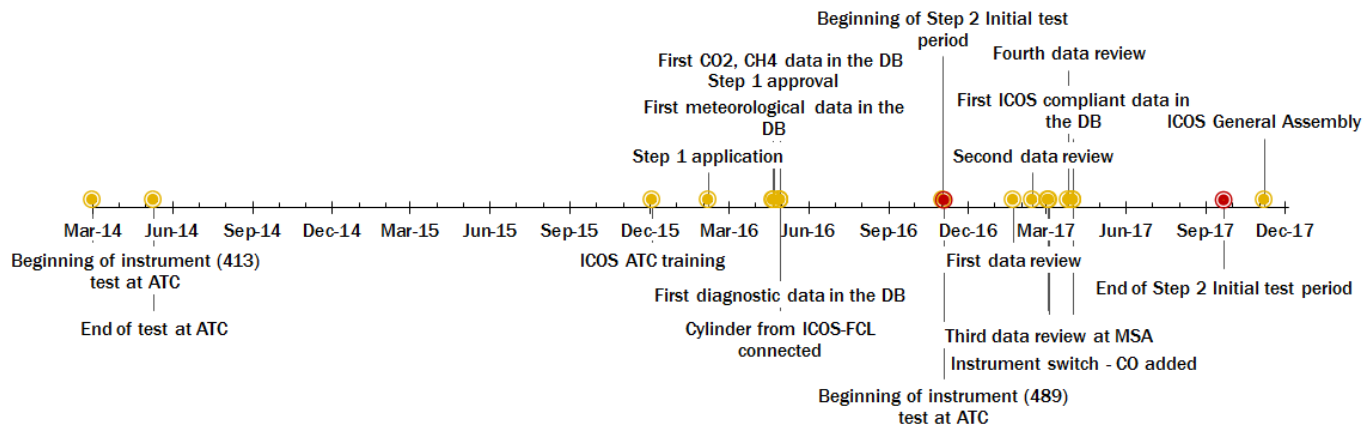 Beginning of Step 2 Initial test
period
First CO2, CH4 data in the DB
Step 1 approval
Fourth data review
First meteorological data in the
DB
First ICOS compliant data in
the DB
ICOS General Assembly
Step 1 application
Second data review
Mar-14 Jun-14 Sep-14 Dec-14 Mar-15 Jun-15 Sep-15 Dec-15 Mar-16 Jun-16 Sep-16 Dec-16 Mar-17 Jun-17 Sep-17 Dec-17
Beginning of instrument (413)
test at ATC
ICOS ATC training
First data review
First diagnostic data in the DB
End of Step 2 Initial test period
End of test at ATC
Cylinder from ICOS-FCL
connected
Third data review at MSA
Instrument switch - CO added
Beginning of instrument (489)
test at ATC